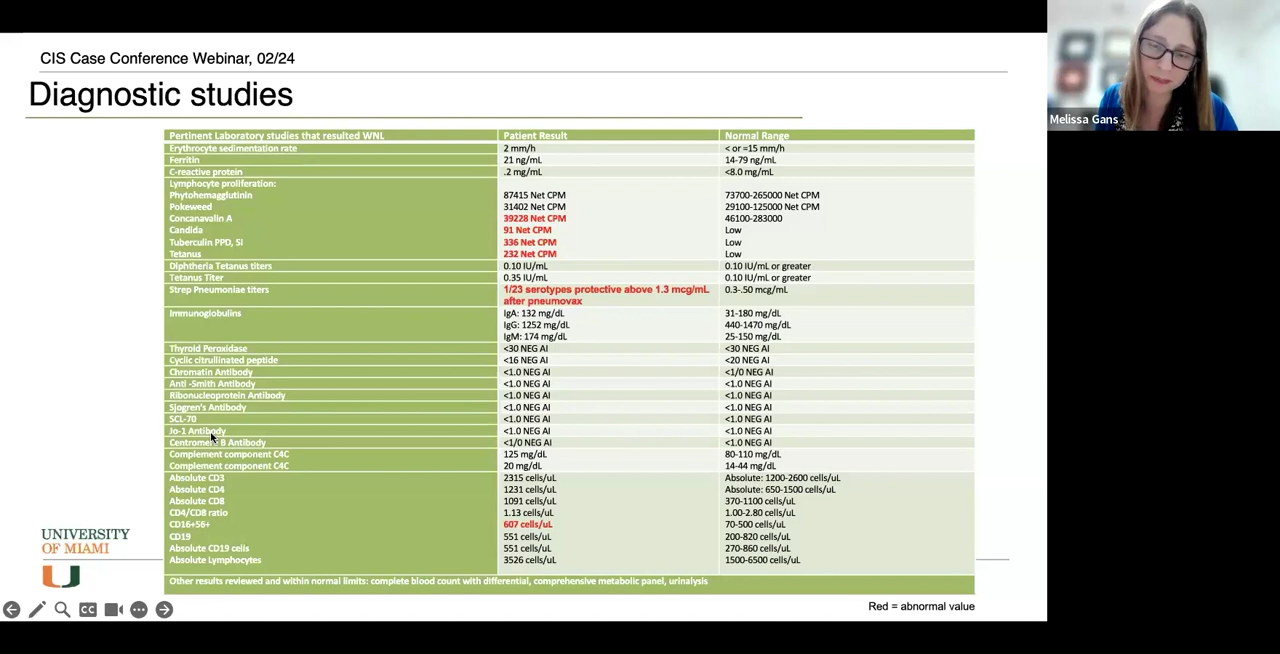 CIS Case Conference Webinar, 02/24
Diagnostic studies
Pertinent Laboratory studies that resulted WNL Patient Result Normal Range
Erythrocyte sedimentation rate 2 mm/h < or =15 mm/h
Ferritin 21 ng/mL 14-79 ng/mL
C-reactive protein .2 mg/mL <8.0 mg/mL
Lymphocyte proliferation:
Phytohemagglutinin 87415 Net CPM 73700-265000 Net CPM
Pokeweed 31402 Net CPM 29100-125000 Net CPM
Concanavalin A 39228 Net CPM 46100-283000
Candida 91 Net CPM Low
Tuberculin PPD, SI 336 Net CPM Low
Tetanus 232 Net CPM Low
Diphtheria Tetanus titers 0.10 IU/mL 0.10 IU/mL or greater
Tetanus Titer 0.35 IU/mL 0.10 IU/mL or greater
Strep Pneumoniae titers 1/23 serotypes protective above 1.3 mcg/mL 0.3-.50 mcg/mL
after pneumovax
Immunoglobulins IgA: 132 mg/dL 31-180 mg/dL
IgG: 1252 mg/dL 440-1470 mg/dL
IgM: 174 mg/dL 25-150 mg/dL
Thyroid Peroxidase <30 NEG AI <30 NEG AI
Cyclic citrullinated peptide <16 NEG AI <20 NEG AI
Chromatin Antibody <1.0 NEG AI <1/0 NEG AI
Anti -Smith Antibody <1.0 NEG AI <1.0 NEG AI
Ribonucleoprotein Antibody <1.0 NEG AI <1.0 NEG AI
Sjogren's Antibody <1.0 NEG AI <1.0 NEG AI
SCL-70 <1.0 NEG AI <1.0 NEG AI
Jo-1 Antibody <1.0 NEG AI <1.0 NEG AI
Centromere B Antibody <1/0 NEG AI <1.0 NEG AI
Complement component C4C 125 mg/dL 80-110 mg/dL
Complement component C4C 20 mg/dL 14-44 mg/dL
Absolute CD3 2315 cells/uL Absolute: 1200-2600 cells/uL
Absolute CD4 1231 cells/uL Absolute: 650-1500 cells/uL
Absolute CD8 1091 cells/uL 370-1100 cells/uL
CD4/CD8 ratio 1.13 cells/uL 1.00-2.80 cells/uL
CD16+56+ 607 cells/uL 70-500 cells/uL
CD19 551 cells/uL 200-820 cells/uL
Absolute CD19 cells 551 cells/uL 270-860 cells/uL
Absolute Lymphocytes 3526 cells/uL 1500-6500 cells/uL
Other results reviewed and within normal limits: complete blood count with differential, comprehensive metabolic panel, urinalysis
Red = abnormal value
UNIVERSITY
OF MIAMI
U
CC
Melissa Gans